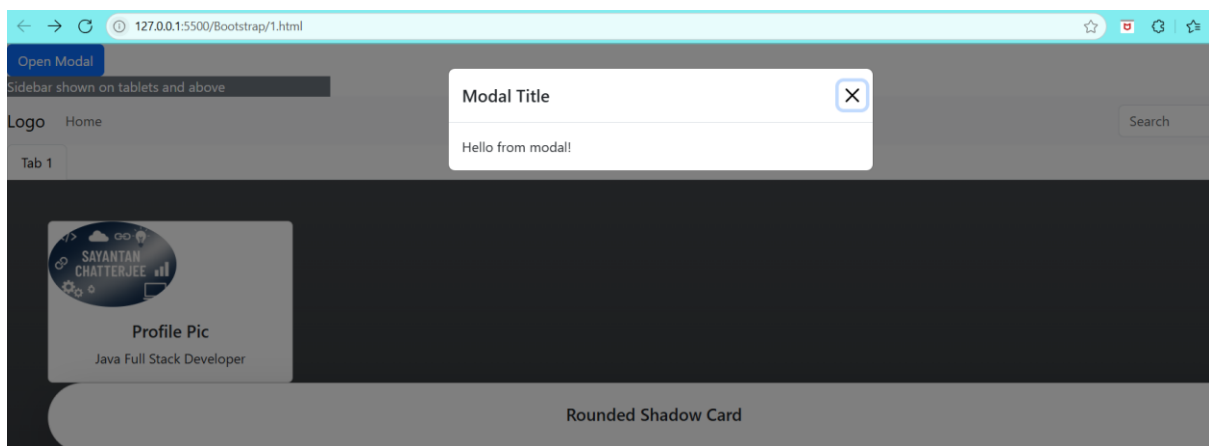 127.0.0.1:5500/Bootstrap/1.html
Open Modal
Sidebar shown on tablets and above
Modal Title
Logo Home
Search
Hello from modal!
Tab 1
SAYANTAN
CHATTERJEE
Profile Pic
Java Full Stack Developer
Rounded Shadow Card